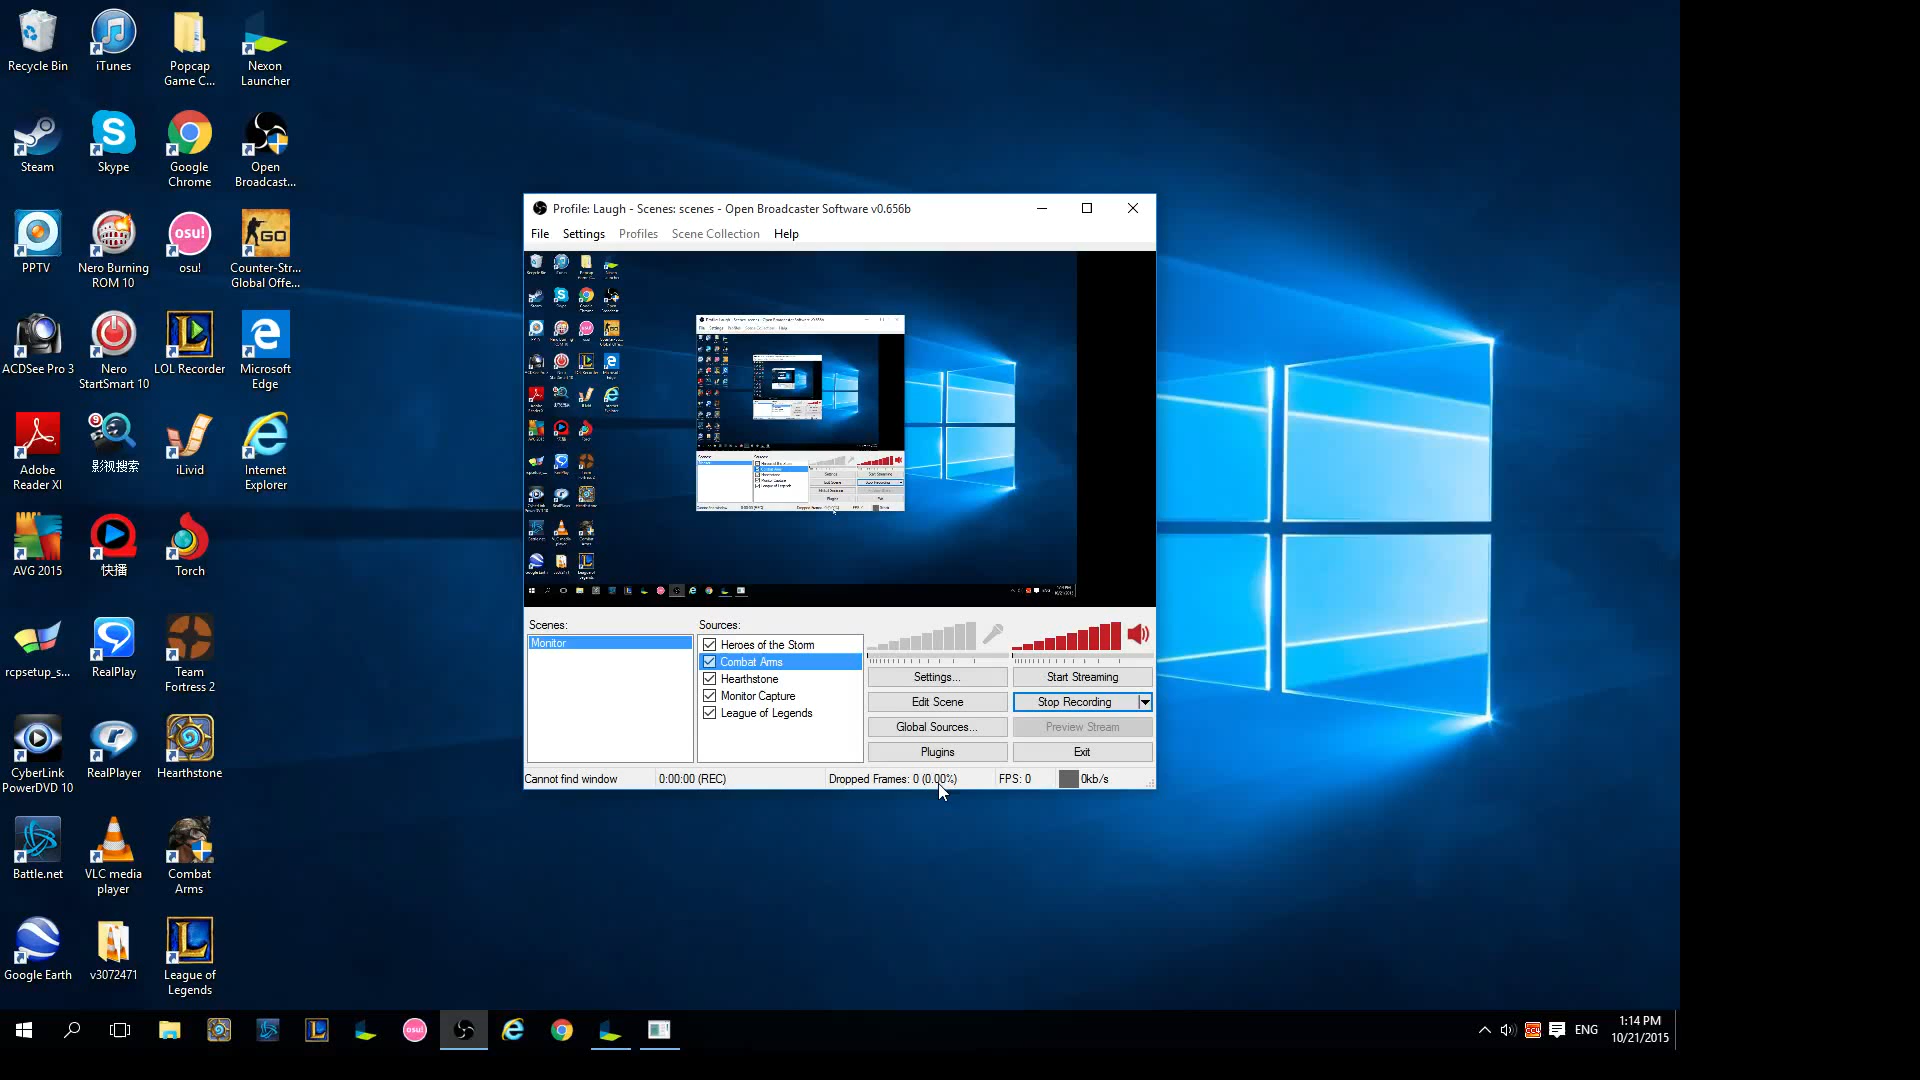 Recycle Bin
iTunes
Popcap
Game C...
Nexon
Launcher
Steam
Skype
Google
Chrome
Open
Broadcast...
PPTV
Nero Burning
ROM 10
osu!
osu!
GO
Counter-Str...
Global Offe...
ACDSee Pro 3
Nero
StartSmart 10
LOL Recorder
Microsoft
Edge
Adobe
Reader XI
影视搜索
iLivid
Internet
Explorer
AVG 2015
快播
Torch
rcpsetup_s...
RealPlay
Team
Fortress 2
CyberLink
PowerDVD 10
RealPlayer
Hearthstone
Battle.net
VLC media
player
Combat
Arms
Google Earth
v3072471
League of
Legends
Profile: Laugh - Scenes: scenes - Open Broadcaster Software v0.656b
File Settings Profiles Scene Collection Help
Scenes:
Monitor
Sources:
Heroes of the Storm
Combat Arms
Hearthstone
Monitor Capture
League of Legends
Settings...
Start Streaming
Edit Scene
Stop Recording
Global Sources...
Preview Stream
Plugins
Exit
Cannot find window
0:00:00 (REC)
Dropped Frames: 0 (0.00%)
FPS: 0
0kb/s
osu!
ENG
1:14 PM
10/21/2015